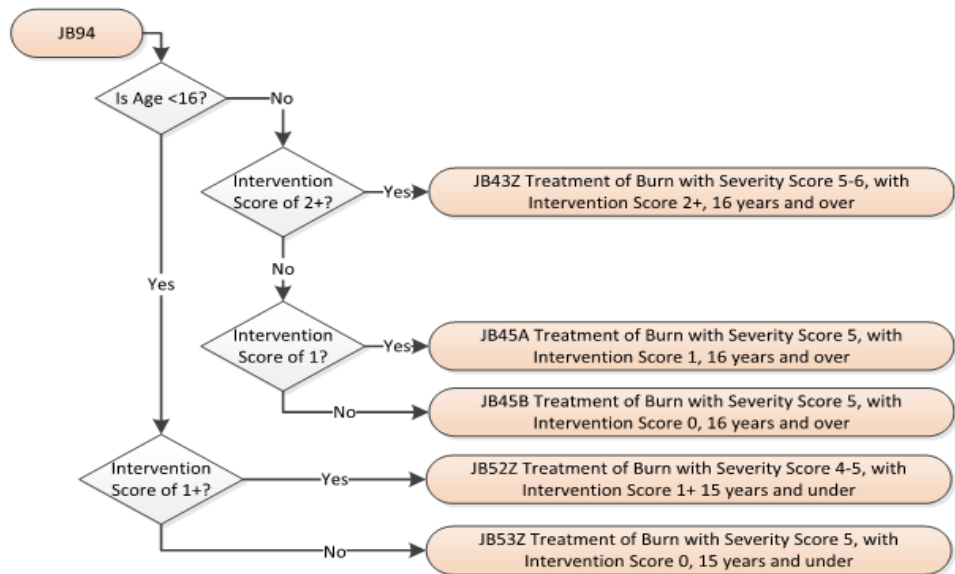 JB94
Is Age <16?
No
Intervention
Score of 2+?
Yes
JB43Z Treatment of Burn with Severity Score 5-6, with
Intervention Score 2+, 16 years and over
No
Yes
Intervention
Score of 1?
Yes
JB45A Treatment of Burn with Severity Score 5, with
Intervention Score 1, 16 years and over
No
JB45B Treatment of Burn with Severity Score 5, with
Intervention Score 0, 16 years and over
Intervention
Score of 1+?
Yes
JB52Z Treatment of Burn with Severity Score 4-5, with
Intervention Score 1+ 15 years and under
No
JB53Z Treatment of Burn with Severity Score 5, with
Intervention Score 0, 15 years and under